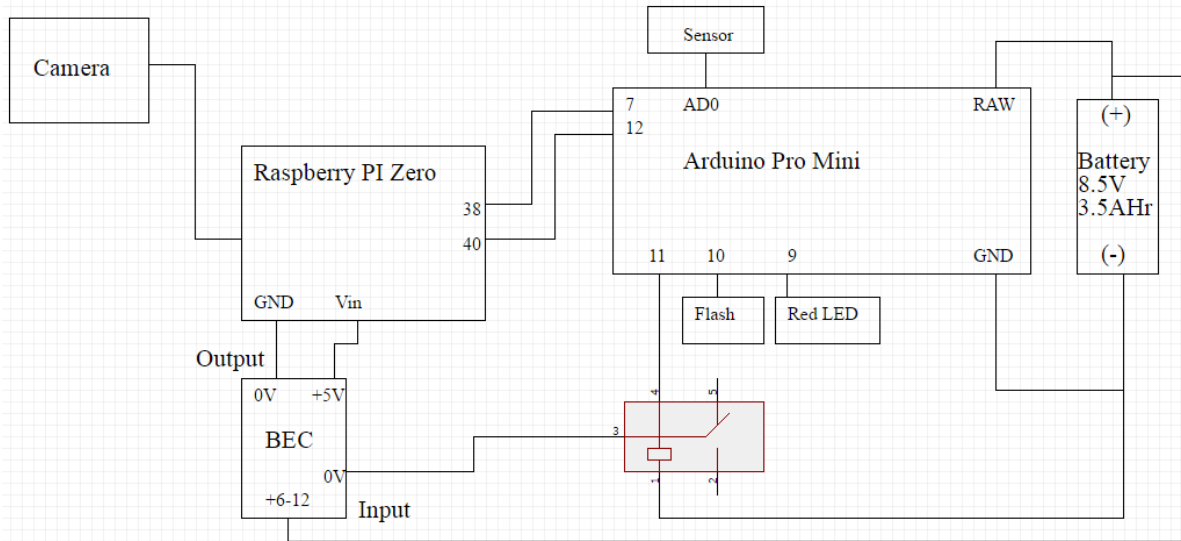 Camera
Sensor
7
AD0
RAW
12
Arduino Pro Mini
(+)
Battery
8.5V
3.5AHr
(-)
Raspberry PI Zero
38
40
GND
Vin
11
10
9
GND
Flash
Red LED
Output
0V
+5V
BEC
0V
+6-12
Input
4
5
3
1
2